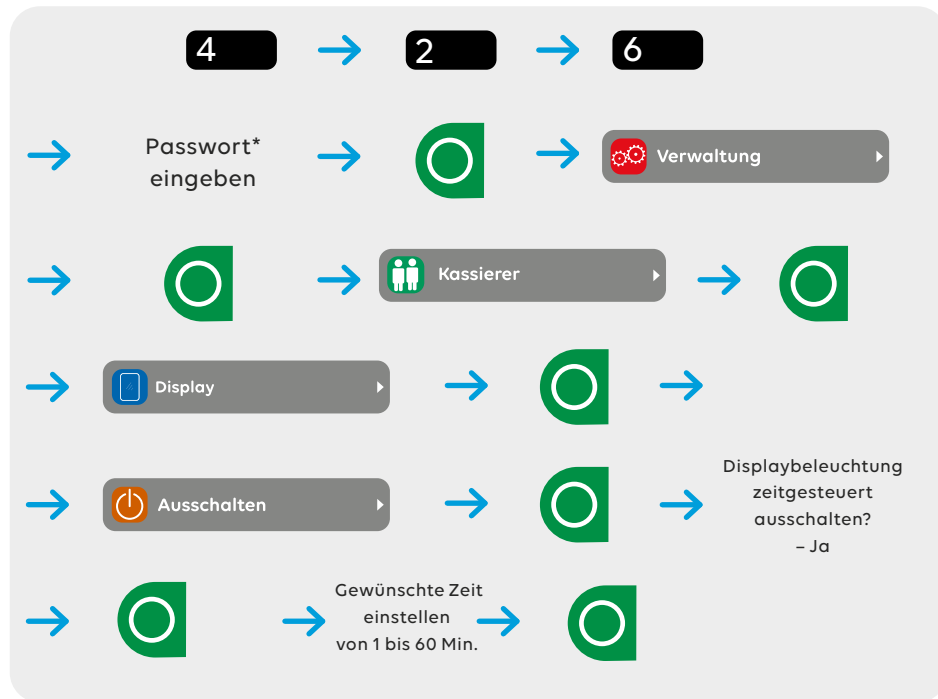 4
2
6
Passwort*
eingeben
Verwaltung
Kassierer
Display
Ausschalten
Displaybeleuchtung
zeitgesteuert
ausschalten?
– Ja
Gewünschte Zeit
einstellen
von 1 bis 60 Min.